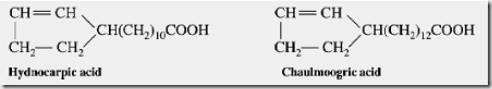 CH=CH CH=CH
CH(CH₂)₁₀COOH CH(CH₂)₁₂COOH
CH₂—CH₂ CH₂—CH₂
Hydnocarpic acid Chaulmoogric acid